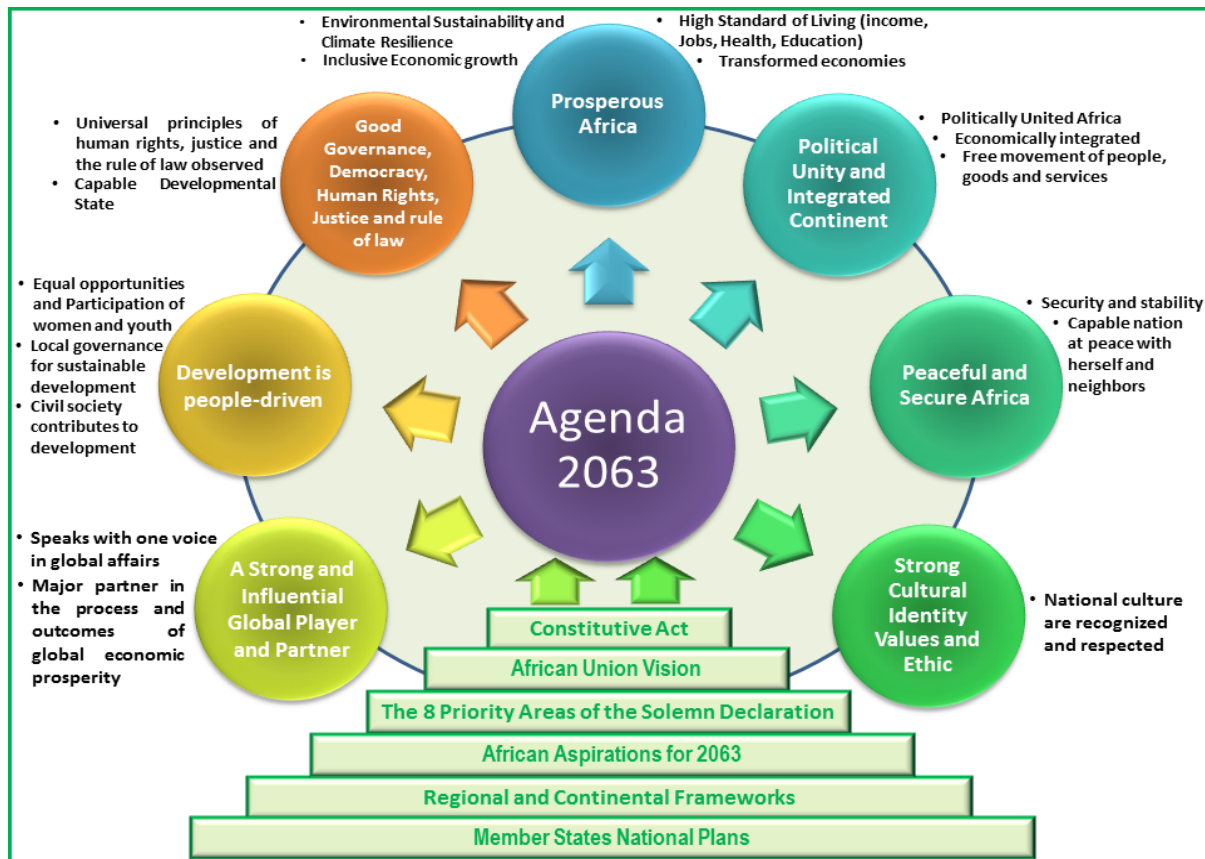 • Environmental Sustainability and
Climate Resilience
• Inclusive Economic growth
• High Standard of Living (income,
Jobs, Health, Education)
• Transformed economies
Prosperous
Africa
• Universal principles of
human rights, justice and
the rule of law observed
• Capable Developmental
State
Good
Governance,
Democracy,
Human Rights,
Justice and rule
of law
Political
Unity and
Integrated
Continent
• Politically United Africa
• Economically integrated
• Free movement of people,
goods and services
• Equal opportunities
and Participation of
women and youth
• Local governance
for sustainable
development
• Civil society
contributes to
development
Development is
people-driven
Agenda
2063
Peaceful and
Secure Africa
• Security and stability
• Capable nation
at peace with
herself and
neighbors
• Speaks with one voice
in global affairs
• Major partner in
the process and
outcomes of
global economic
prosperity
A Strong and
Influential
Global Player
and Partner
Strong
Cultural
Identity
Values and
Ethic
• National culture
are recognized
and respected
Constitutive Act
African Union Vision
The 8 Priority Areas of the Solemn Declaration
African Aspirations for 2063
Regional and Continental Frameworks
Member States National Plans